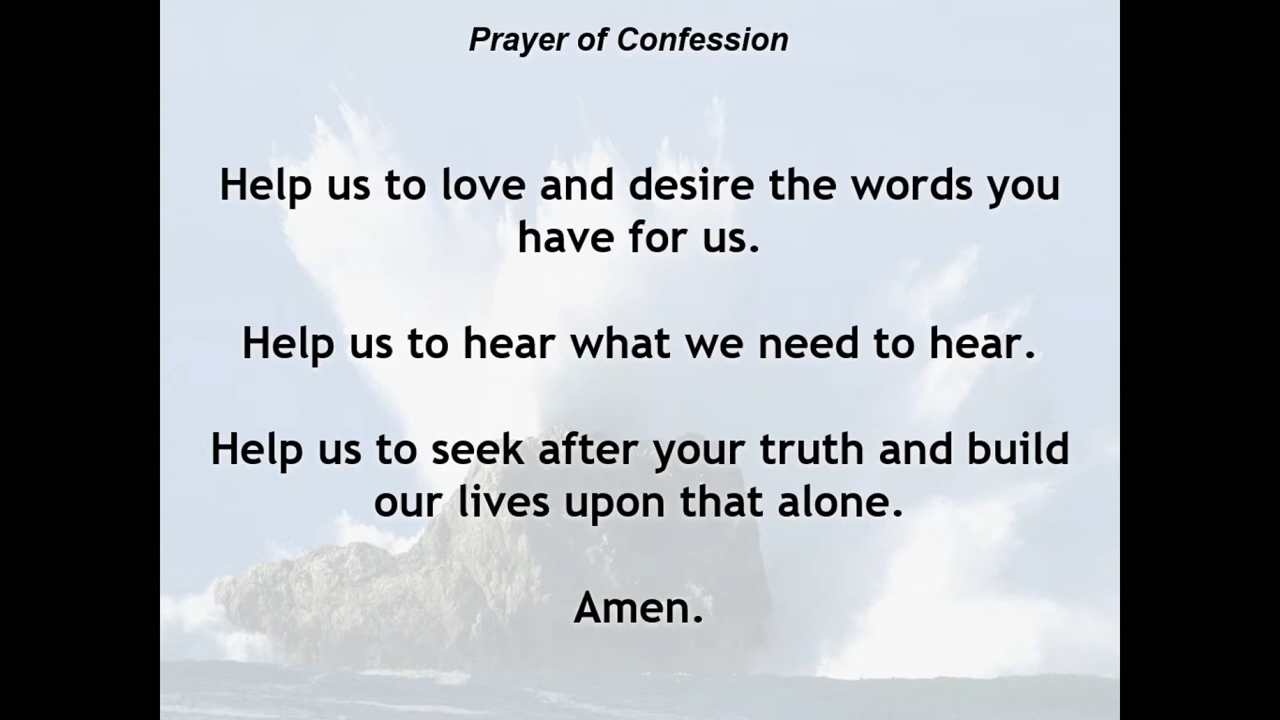 Prayer of Confession
Help us to love and desire the words you
have for us.
Help us to hear what we need to hear.
Help us to seek after your truth and build
our lives upon that alone.
Amen.